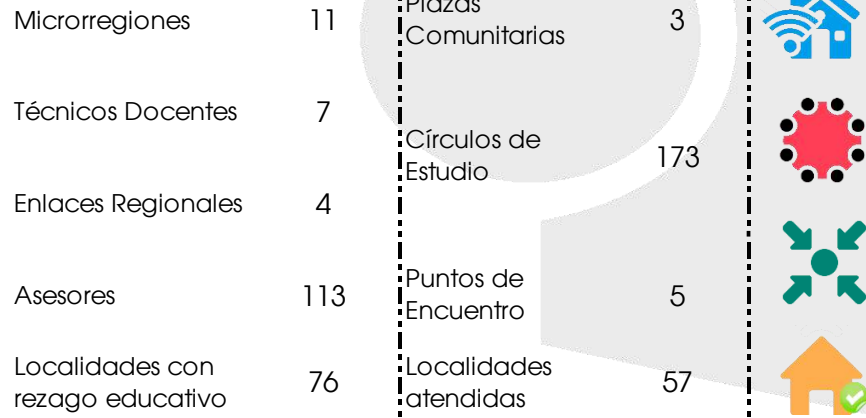 Microrregiones 11
Plazas
Comunitarias 3
Técnicos Docentes 7
Círculos de
Estudio 173
Enlaces Regionales 4
Asesores 113
Puntos de
Encuentro 5
Localidades con
rezago educativo 76
Localidades
atendidas 57